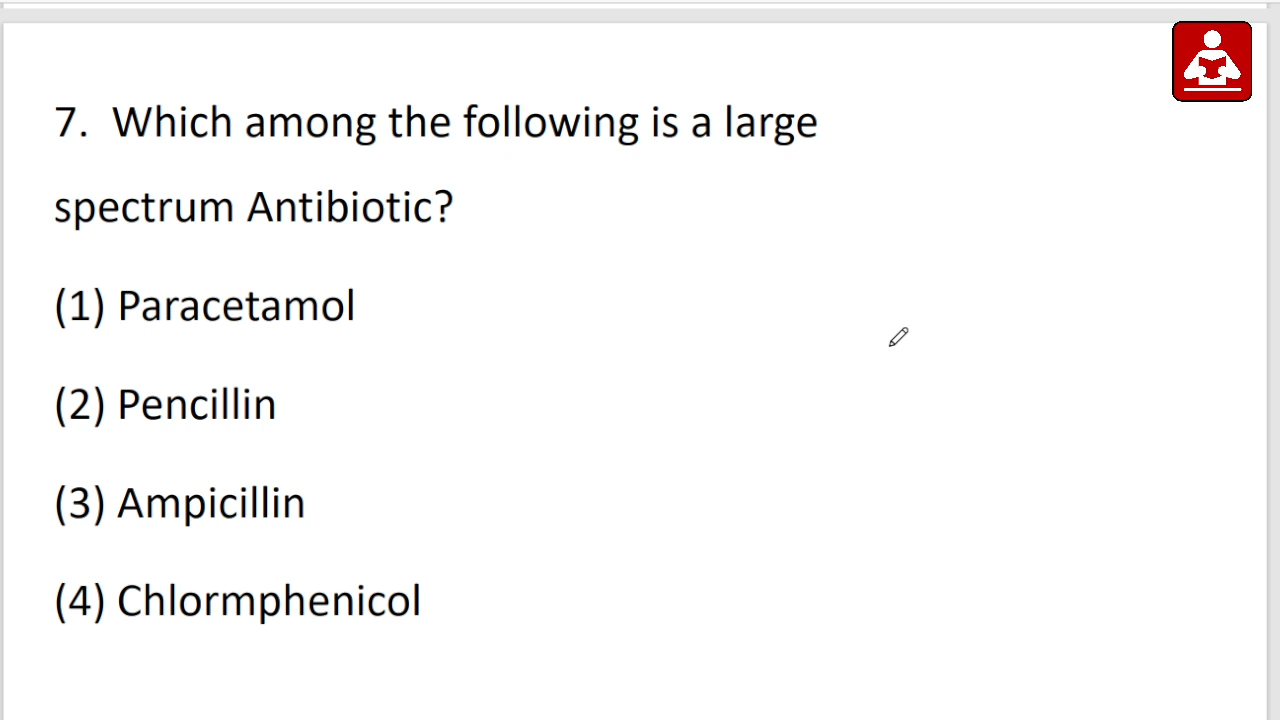 7. Which among the following is a large
spectrum Antibiotic?
(1) Paracetamol
(2) Pencillin
(3) Ampicillin
(4) Chlormphenicol